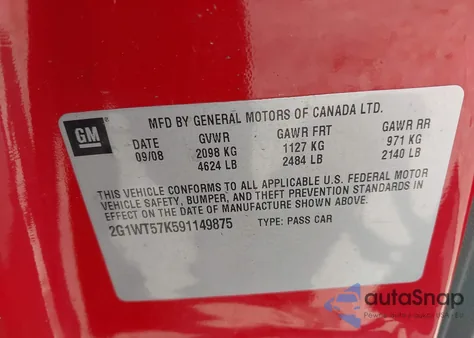 GM
MFD BY GENERAL MOTORS OF CANADA LTD.
DATE GVWR GAWR FRT GAWR RR
09/08 2098 KG 1127 KG 971 KG
4624 LB 2484 LB 2140 LB
THIS VEHICLE CONFORMS TO ALL APPLICABLE U.S. FEDERAL MOTOR
VEHICLE SAFETY, BUMPER, AND THEFT PREVENTION STANDARDS IN
EFFECT ON THE DATE OF MANUFACTURE SHOWN ABOVE.
2G1WT57K591149875 TYPE: PASS CAR
autaSnap